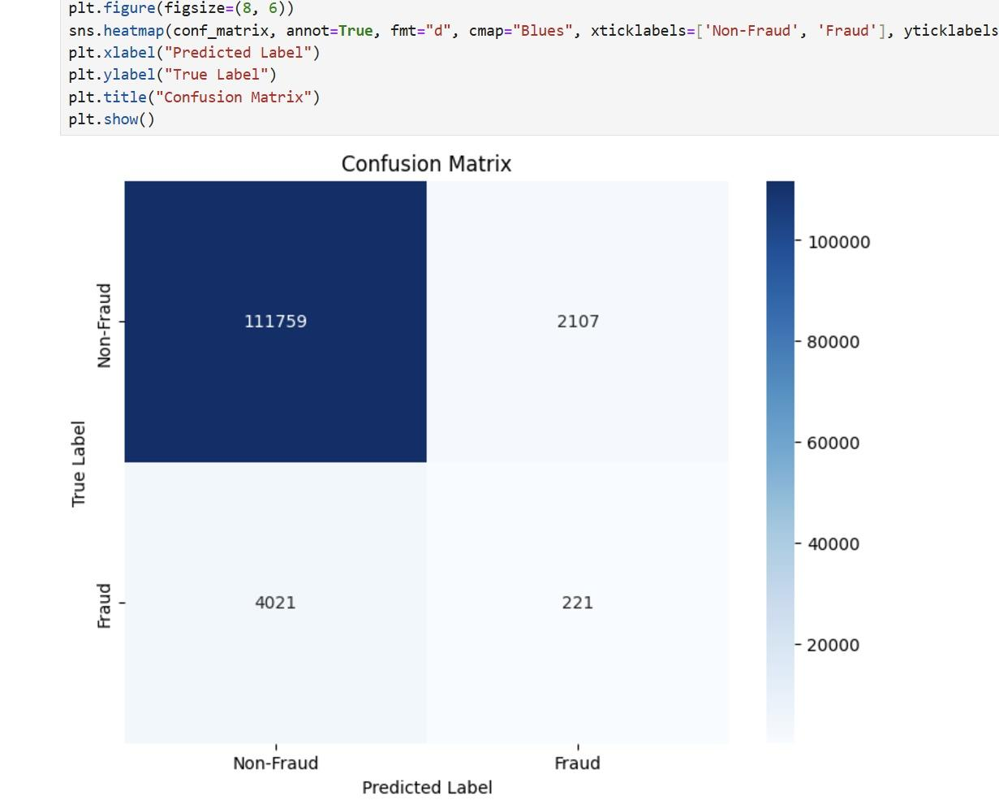 plt.figure(figsize=(8, 6))
sns.heatmap(conf_matrix, annot=True, fmt="d", cmap="Blues", xticklabels=['Non-Fraud', 'Fraud'], yticklabels
plt.xlabel("Predicted Label")
plt.ylabel("True Label")
plt.title("Confusion Matrix")
plt.show()
Confusion Matrix
True Label
Non-Fraud
Fraud
111759
2107
4021
221
Non-Fraud
Fraud
Predicted Label
100000
80000
60000
40000
20000